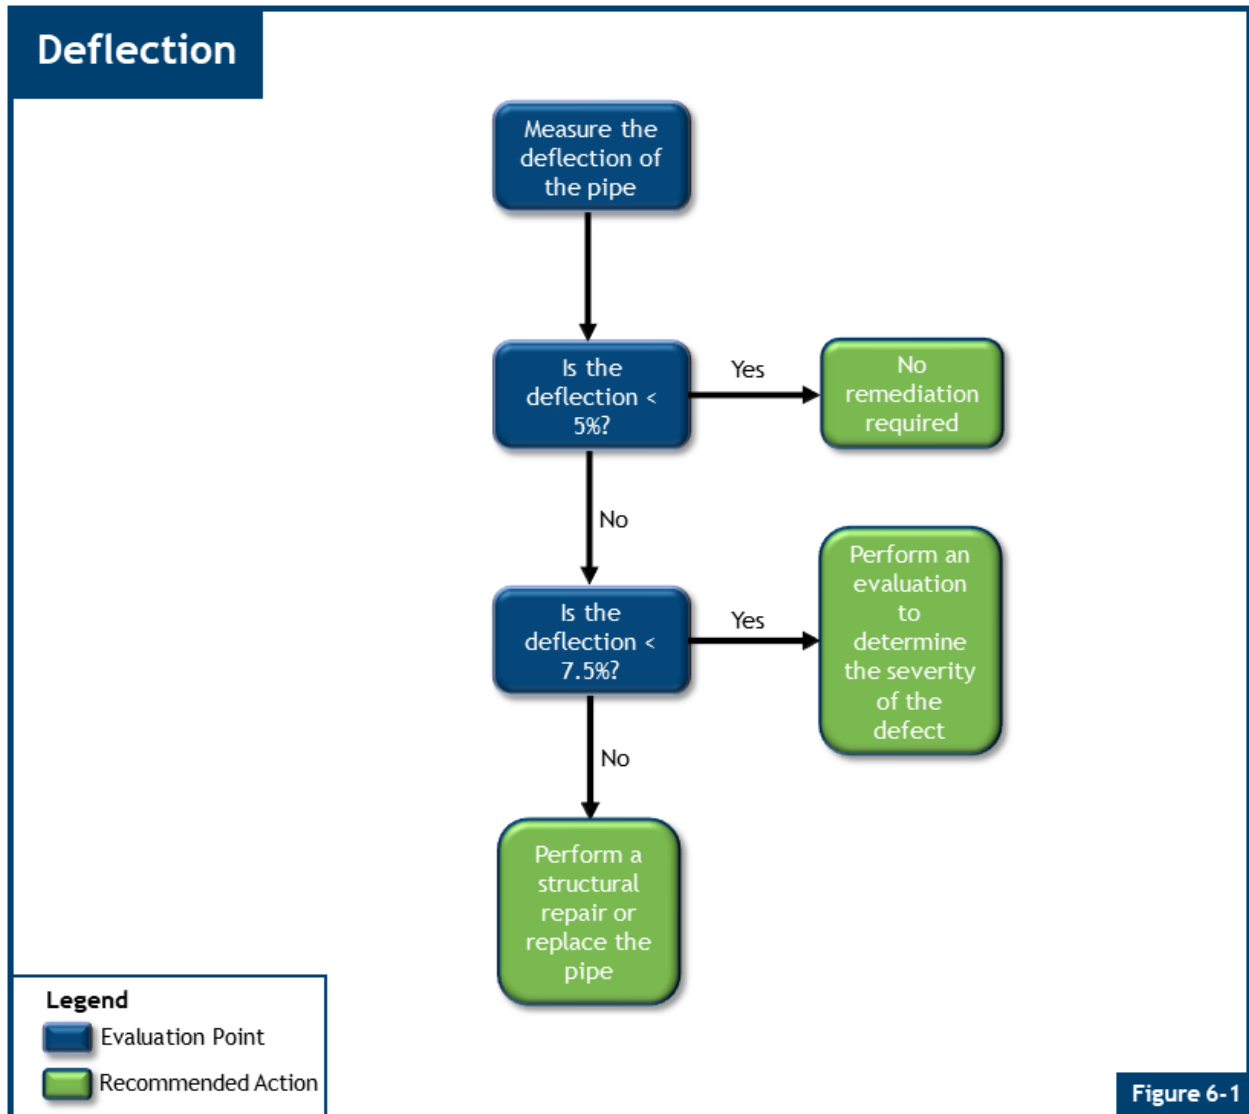 Deflection
Measure the
deflection of
the pipe
Is the
deflection <
5%?
Yes
No
remediation
required
No
Is the
deflection <
7.5%?
Yes
Perform an
evaluation
to
determine
the severity
of the
defect
No
Perform a
structural
repair or
replace the
pipe
Legend
Evaluation Point
Recommended Action
Figure 6-1